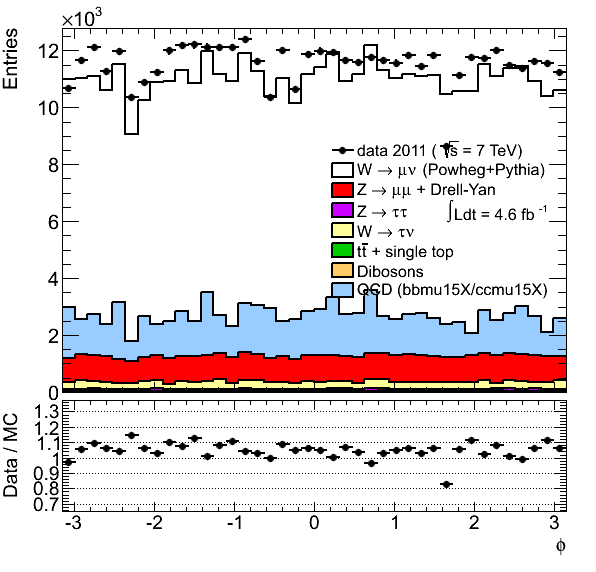 ×10³
Entries
12
10
8
6
4
2
0
data 2011 ( √s = 7 TeV)
W → μν (Powheg+Pythia)
Z → μμ + Drell-Yan
Z → ττ
∫Ldt = 4.6 fb⁻¹
W → τν
tt̄ + single top
Dibosons
QCD (bbmu15X/ccmu15X)
Data / MC
1.3
1.2
1.1
1
0.9
0.8
0.7
-3 -2 -1 0 1 2 3
ϕ